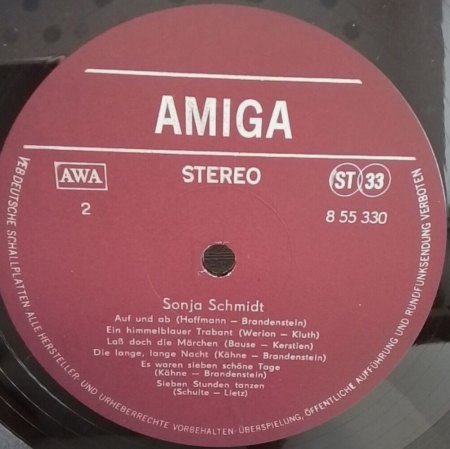 AMIGA
AWA
STEREO
ST 33
2
8 55 330
Sonja Schmidt
Auf und ab (Hoffmann – Brandenstein)
Ein himmelblauer Trabant (Werion – Kluth)
Laß doch die Märchen (Bause – Kerstien)
Die lange, lange Nacht (Kähne – Brandenstein)
Es waren sieben schöne Tage
(Kähne – Brandenstein)
Sieben Stunden tanzen
(Schulte – Lietz)
VEB DEUTSCHE SCHALLPLATTEN. ALLE HERSTELLER- UND URHEBERRECHTE VORBEHALTEN · ÜBERSPIELUNG, ÖFFENTLICHE AUFFÜHRUNG UND RUNDFUNKSENDUNG VERBOTEN